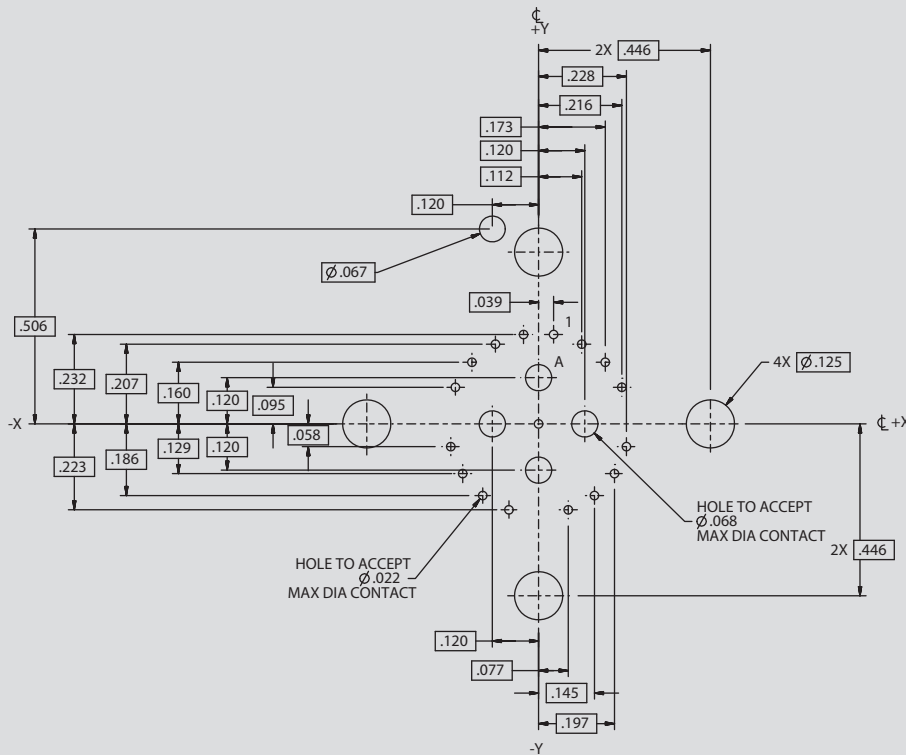 ℄
+Y
2X .446
.228
.216
.173
.120
.112
.120
Ø.067
.039
1
.506
A
4X Ø.125
.232
.207
.160
.120
.095
-X
℄ +X
.058
.223
.186
.129
.120
HOLE TO ACCEPT
Ø.068
MAX DIA CONTACT
2X .446
HOLE TO ACCEPT
Ø.022
MAX DIA CONTACT
.120
.077
.145
.197
-Y